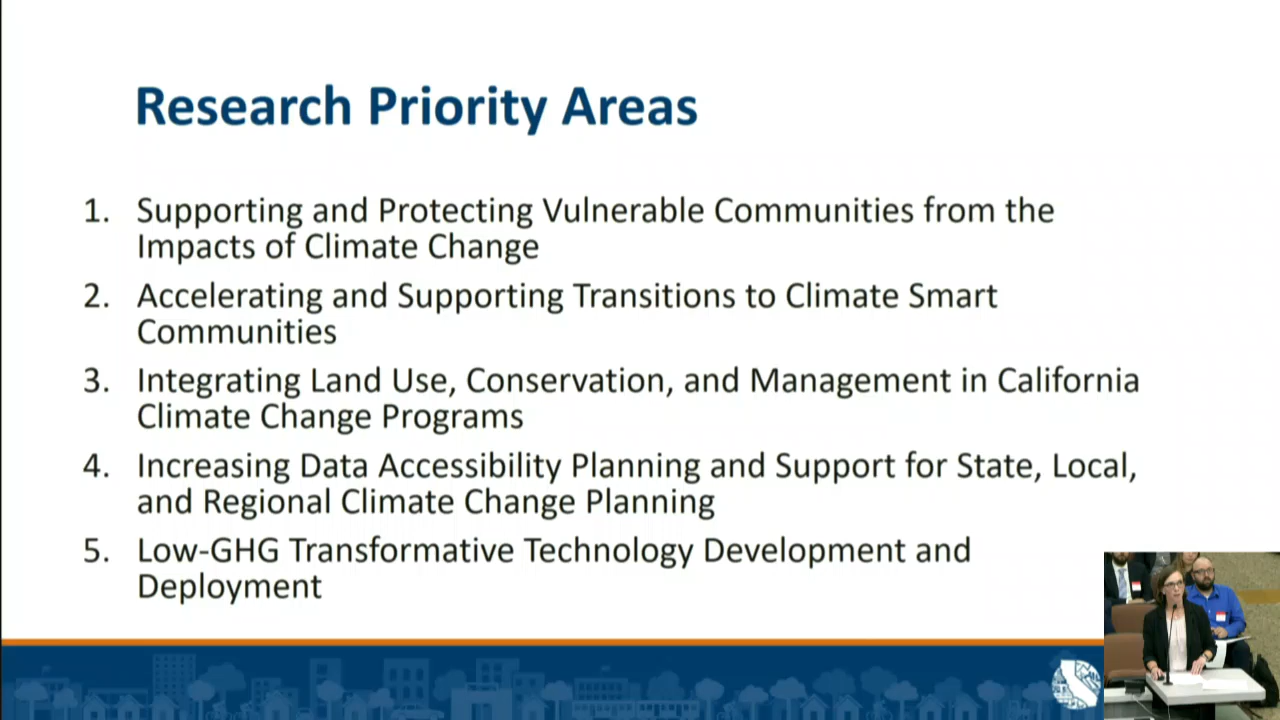 Research Priority Areas
1. Supporting and Protecting Vulnerable Communities from the
Impacts of Climate Change
2. Accelerating and Supporting Transitions to Climate Smart
Communities
3. Integrating Land Use, Conservation, and Management in California
Climate Change Programs
4. Increasing Data Accessibility Planning and Support for State, Local,
and Regional Climate Change Planning
5. Low-GHG Transformative Technology Development and
Deployment